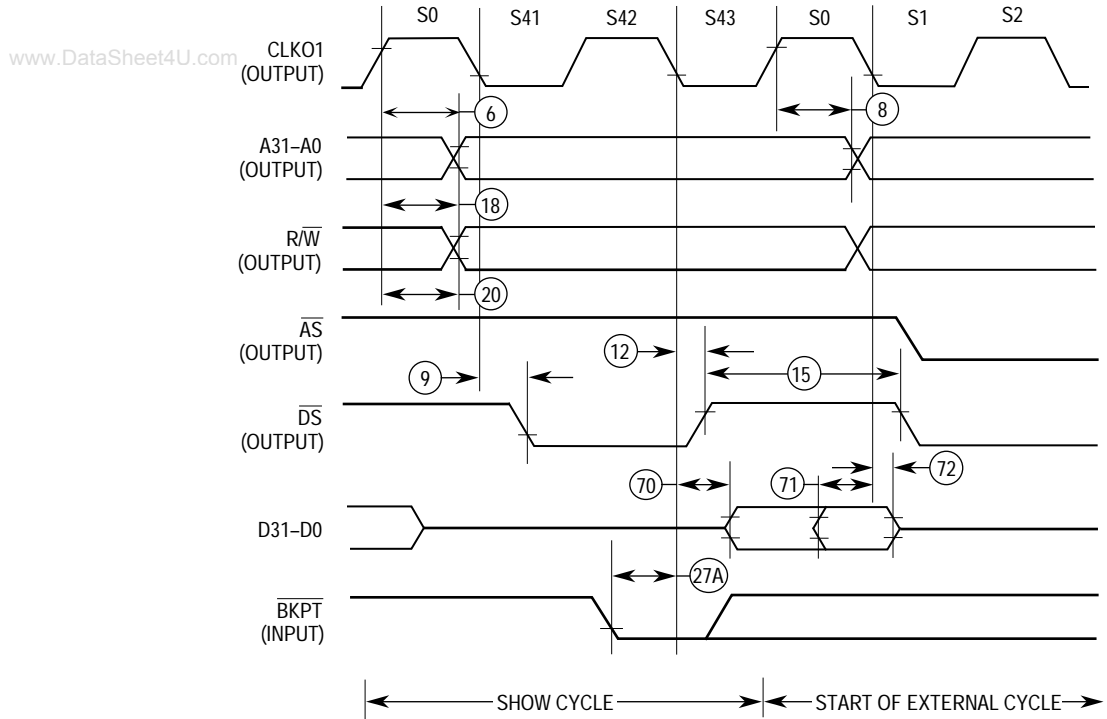 S0 S41 S42 S43 S0 S1 S2
www.DataSheet4U.com
CLKO1
(OUTPUT)
6
8
A31–A0
(OUTPUT)
18
R/W
(OUTPUT)
20
AS
(OUTPUT)
12
15
9
DS
(OUTPUT)
70
71
72
D31–D0
27A
BKPT
(INPUT)
SHOW CYCLE
START OF EXTERNAL CYCLE